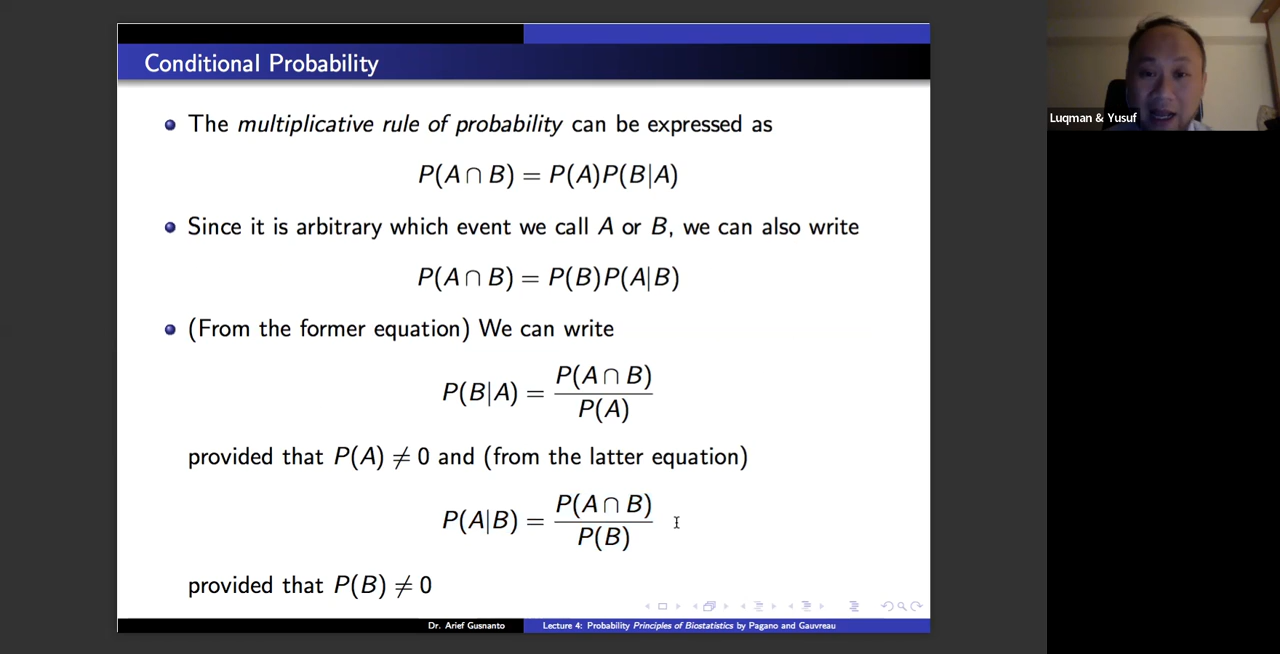 Conditional Probability
The multiplicative rule of probability can be expressed as
P(A ∩ B) = P(A)P(B|A)
Since it is arbitrary which event we call A or B, we can also write
P(A ∩ B) = P(B)P(A|B)
(From the former equation) We can write
P(B|A) = P(A ∩ B) / P(A)
provided that P(A) ≠ 0 and (from the latter equation)
P(A|B) = P(A ∩ B) / P(B)
provided that P(B) ≠ 0
Dr. Arief Gusnanto Lecture 4: Probability Principles of Biostatistics by Pagano and Gauvreau
Luqman & Yusuf